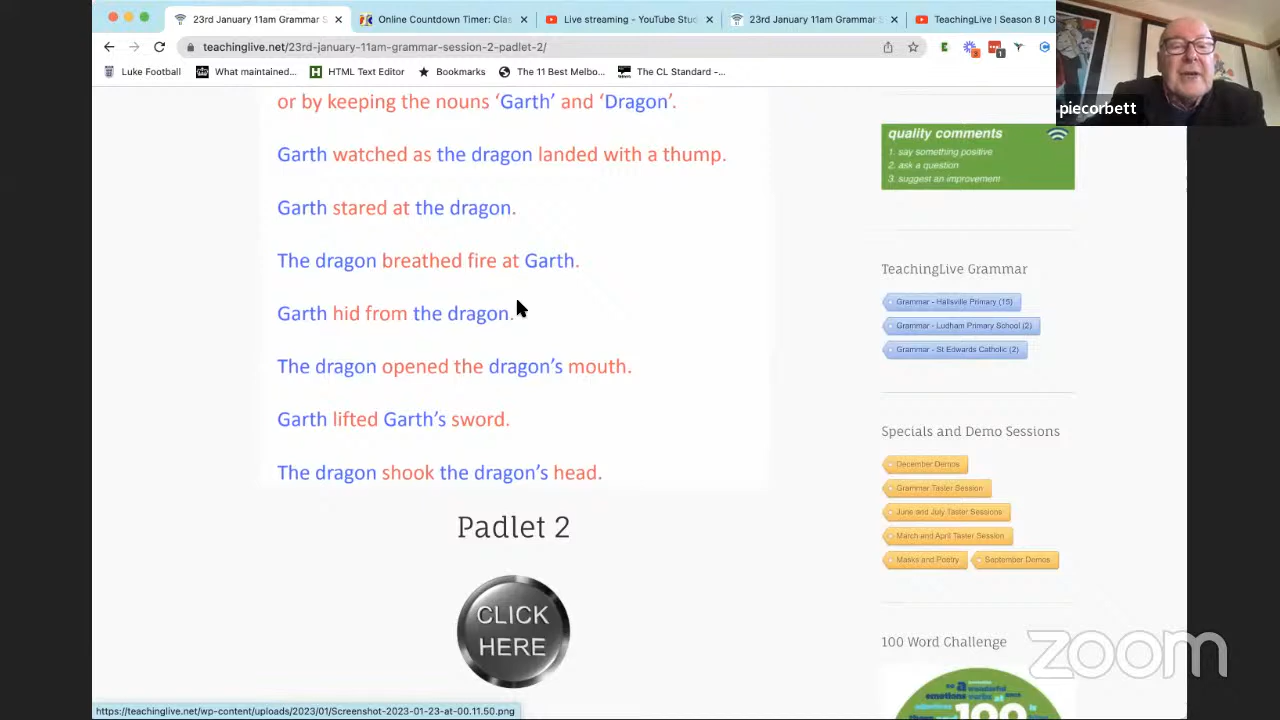 23rd January 11am Grammar S
Online Countdown Timer: Clas
Live streaming - YouTube Stud
23rd January 11am Grammar S
TeachingLive | Season 8 | G
teachinglive.net/23rd-january-11am-grammar-session-2-padlet-2/
Luke Football
What maintained...
HTML Text Editor
Bookmarks
The 11 Best Melbo...
The CL Standard -...
piecorbett
or by keeping the nouns ‘Garth’ and ‘Dragon’.
Garth watched as the dragon landed with a thump.
Garth stared at the dragon.
The dragon breathed fire at Garth.
Garth hid from the dragon.
The dragon opened the dragon’s mouth.
Garth lifted Garth’s sword.
The dragon shook the dragon’s head.
Padlet 2
CLICK
HERE
quality comments
1. say something positive
2. ask a question
3. suggest an improvement
TeachingLive Grammar
Grammar - Hallsville Primary (15)
Grammar - Ludham Primary School (2)
Grammar - St Edwards Catholic (2)
Specials and Demo Sessions
December Demos
Grammar Taster Session
June and July Taster Sessions
March and April Taster Session
Masks and Poetry
September Demos
100 Word Challenge
100
zoom
https://teachinglive.net/wp-content/uploads/2023/01/Screenshot-2023-01-23-at-00.11.50.png